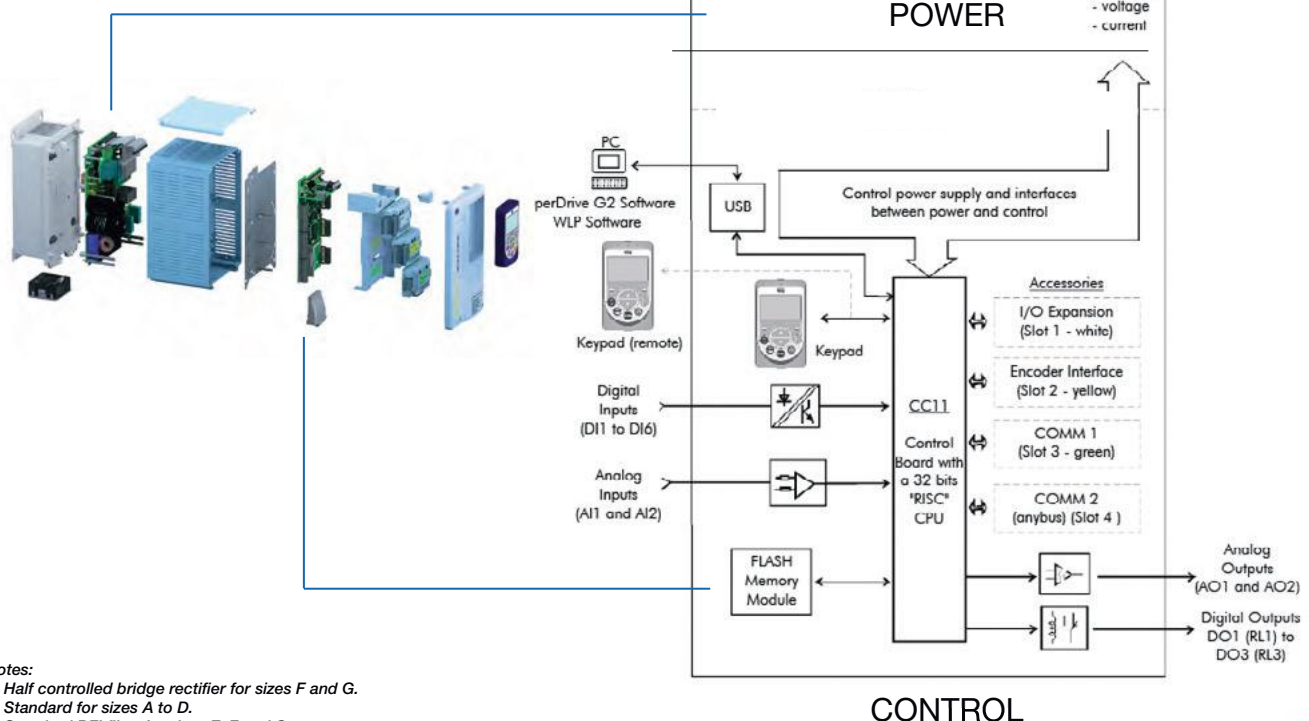 POWER
- voltage
- current
PC
perDrive G2 Software
WLP Software
USB
Control power supply and interfaces
between power and control
Keypad (remote)
Keypad
Accessories
I/O Expansion
(Slot 1 - white)
Encoder Interface
(Slot 2 - yellow)
COMM 1
(Slot 3 - green)
COMM 2
(anybus) (Slot 4 )
Digital
Inputs
(DI1 to DI6)
Analog
Inputs
(AI1 and AI2)
CC11
Control
Board with
a 32 bits
"RISC"
CPU
FLASH
Memory
Module
Analog
Outputs
(AO1 and AO2)
Digital Outputs
DO1 (RL1) to
DO3 (RL3)
otes:
Half controlled bridge rectifier for sizes F and G.
Standard for sizes A to D.
CONTROL